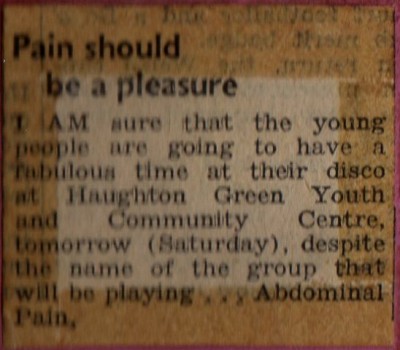 Pain should
be a pleasure
I AM sure that the young
people are going to have a
fabulous time at their disco
at Haughton Green Youth
and Community Centre,
tomorrow (Saturday), despite
the name of the group that
will be playing . . , Abdominal
Pain.